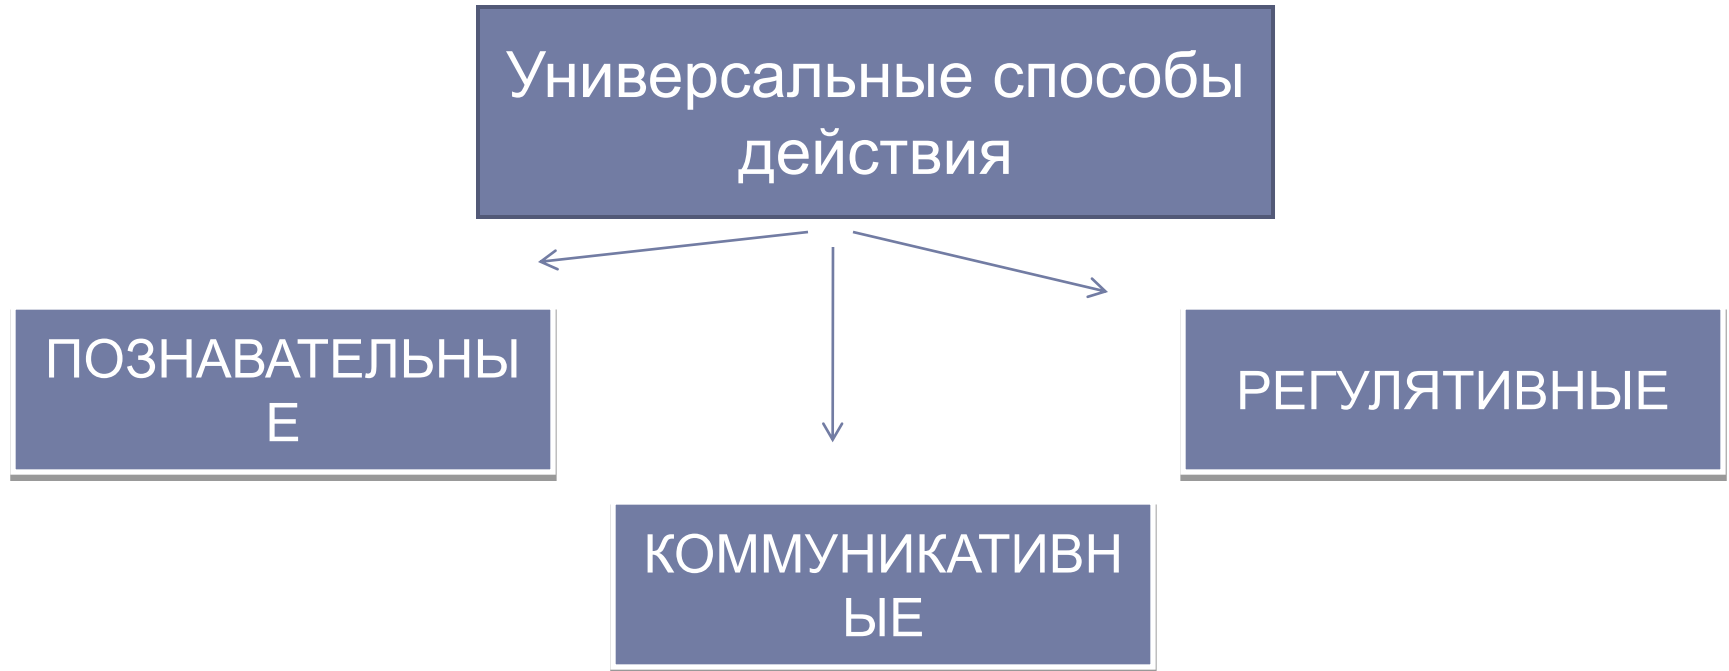 Универсальные способы
действия
ПОЗНАВАТЕЛЬНЫ
Е
РЕГУЛЯТИВНЫЕ
КОММУНИКАТИВН
ЫЕ